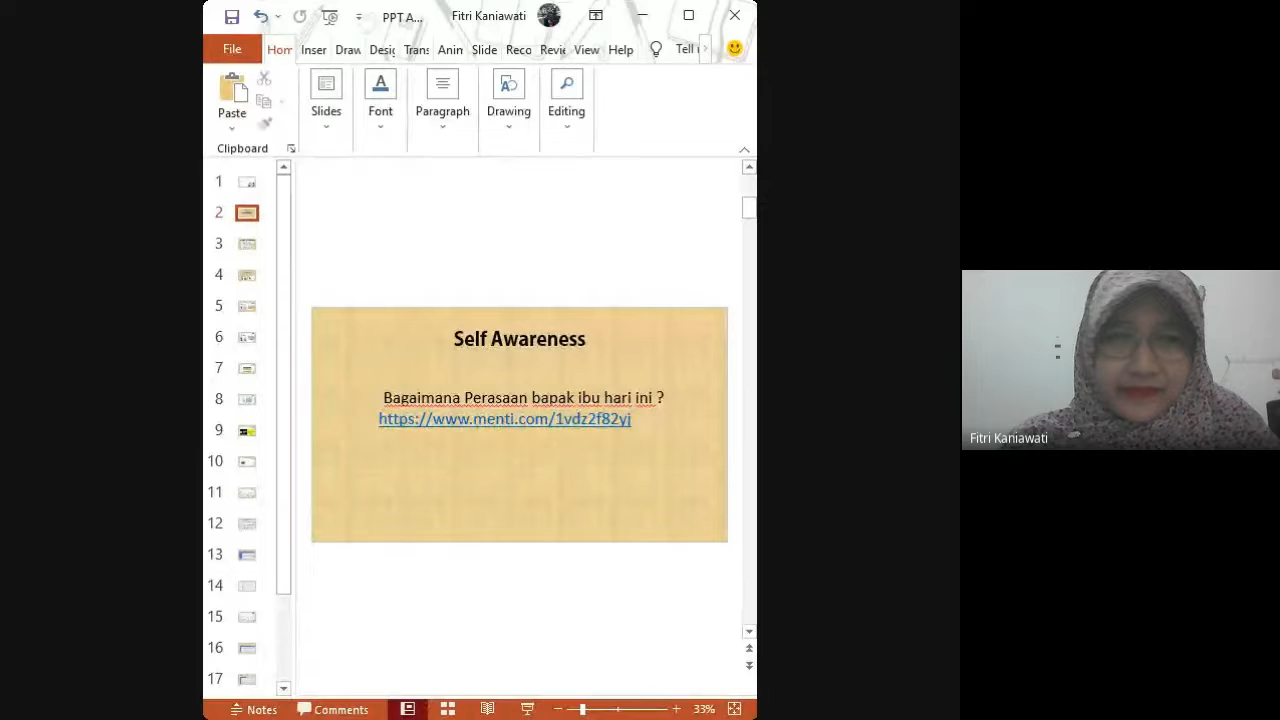 PPT A...
Fitri Kaniawati
File
Hom
Inser
Draw
Desig
Trans
Anin
Slide
Reco
Revie
View
Help
Tell
Paste
Slides
Font
Paragraph
Drawing
Editing
Clipboard
1
2
3
4
5
6
7
8
9
10
11
12
13
14
15
16
17
Self Awareness
Bagaimana Perasaan bapak ibu hari ini ?
https://www.menti.com/1vdz2f82yj
Fitri Kaniawati
Notes
Comments
33%